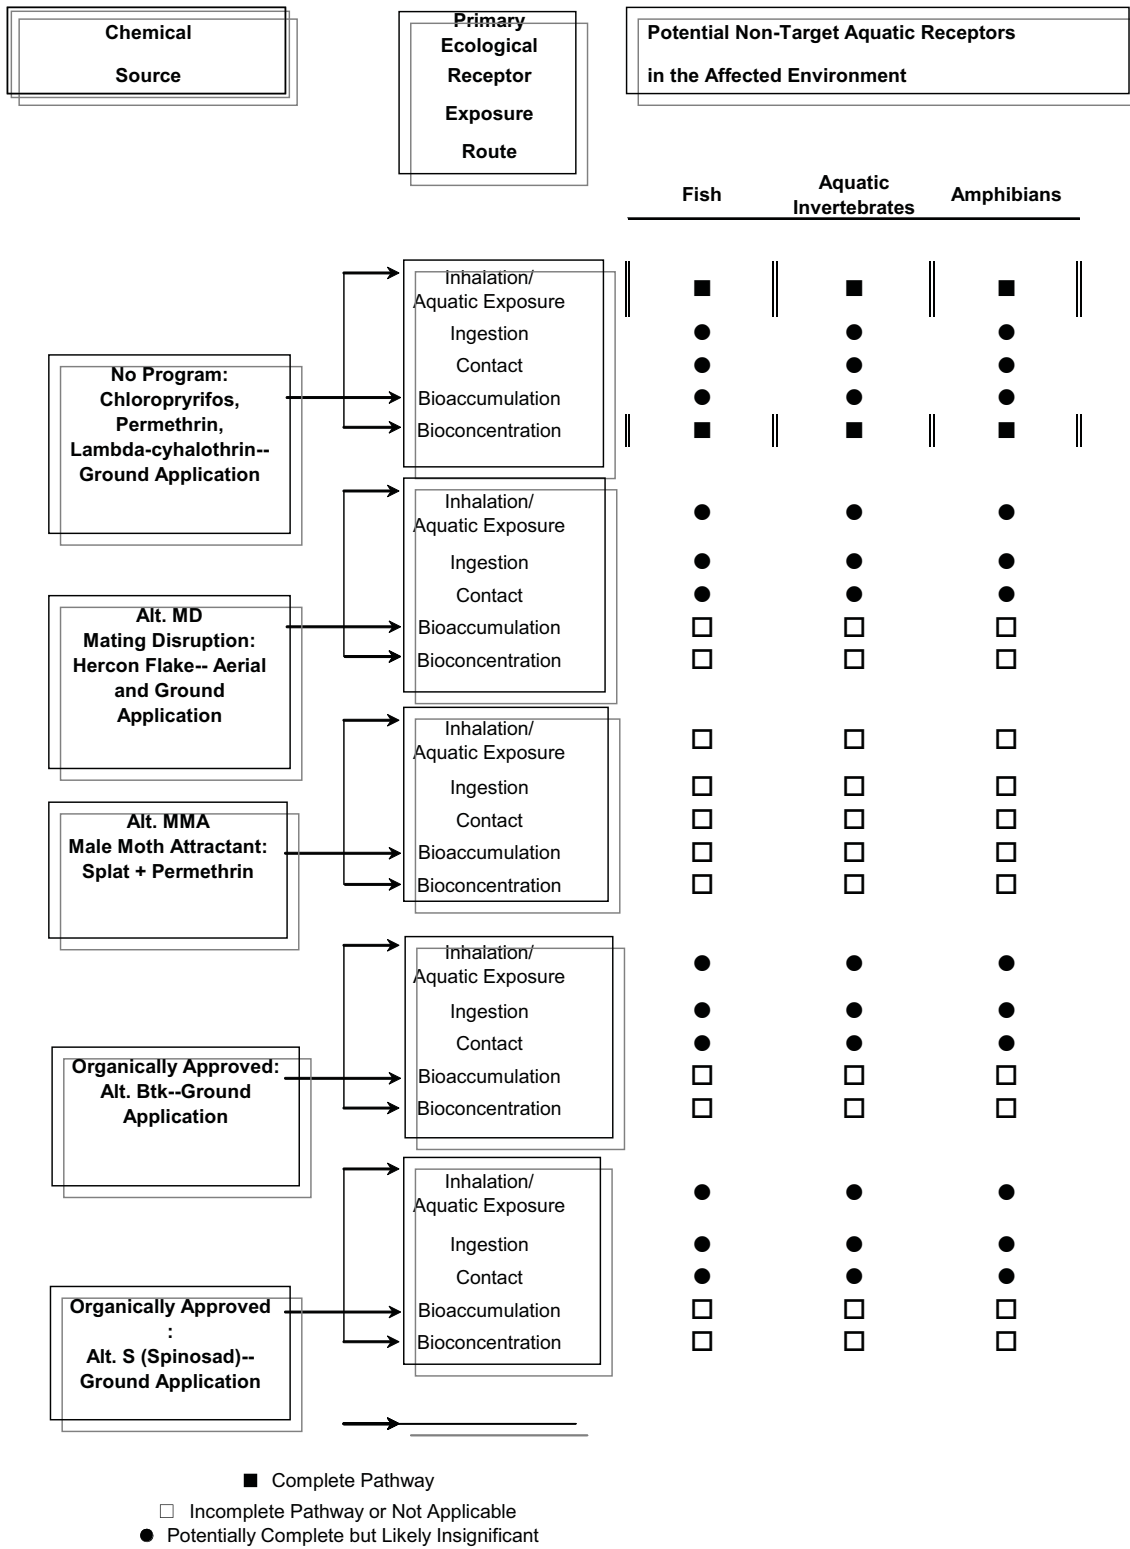 Chemical
Source
Primary
Ecological
Receptor
Exposure
Route
Potential Non-Target Aquatic Receptors
in the Affected Environment
Fish
Aquatic
Invertebrates
Amphibians
No Program:
Chloropryrifos,
Permethrin,
Lambda-cyhalothrin--
Ground Application
Inhalation/
Aquatic Exposure
Ingestion
Contact
Bioaccumulation
Bioconcentration
Alt. MD
Mating Disruption:
Hercon Flake-- Aerial
and Ground
Application
Inhalation/
Aquatic Exposure
Ingestion
Contact
Bioaccumulation
Bioconcentration
Alt. MMA
Male Moth Attractant:
Splat + Permethrin
Inhalation/
Aquatic Exposure
Ingestion
Contact
Bioaccumulation
Bioconcentration
Organically Approved:
Alt. Btk--Ground
Application
Inhalation/
Aquatic Exposure
Ingestion
Contact
Bioaccumulation
Bioconcentration
Organically Approved
:
Alt. S (Spinosad)--
Ground Application
Inhalation/
Aquatic Exposure
Ingestion
Contact
Bioaccumulation
Bioconcentration
Complete Pathway
Incomplete Pathway or Not Applicable
Potentially Complete but Likely Insignificant